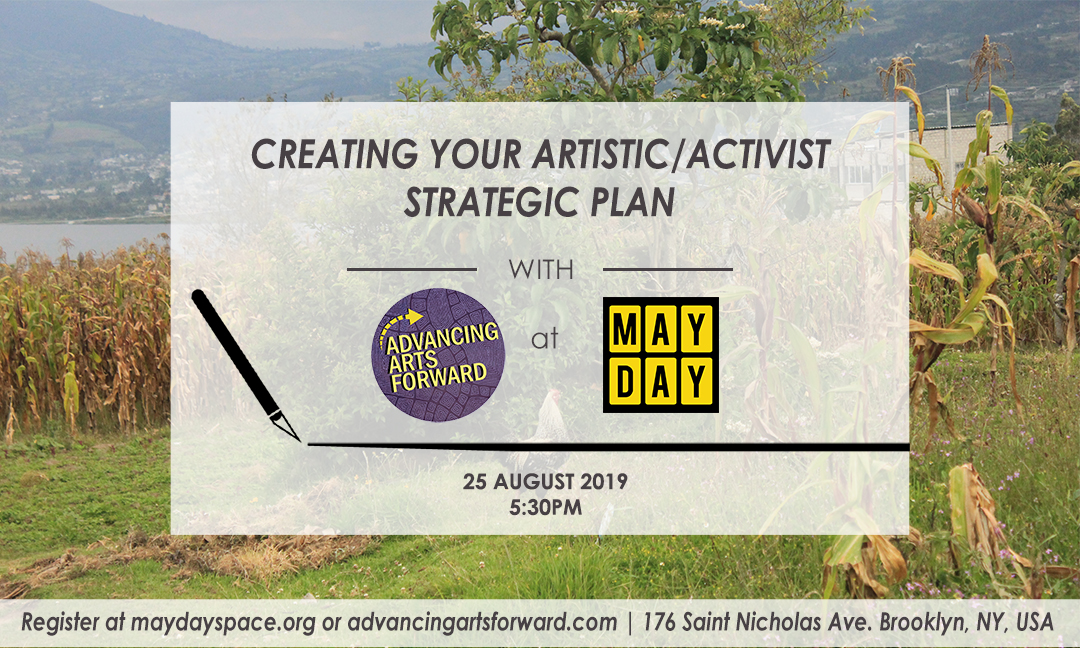 CREATING YOUR ARTISTIC/ACTIVIST
STRATEGIC PLAN
WITH
ADVANCING
ARTS
FORWARD
at
MAY
DAY
25 AUGUST 2019
5:30PM
Register at maydayspace.org or advancingartsforward.com | 176 Saint Nicholas Ave. Brooklyn, NY, USA